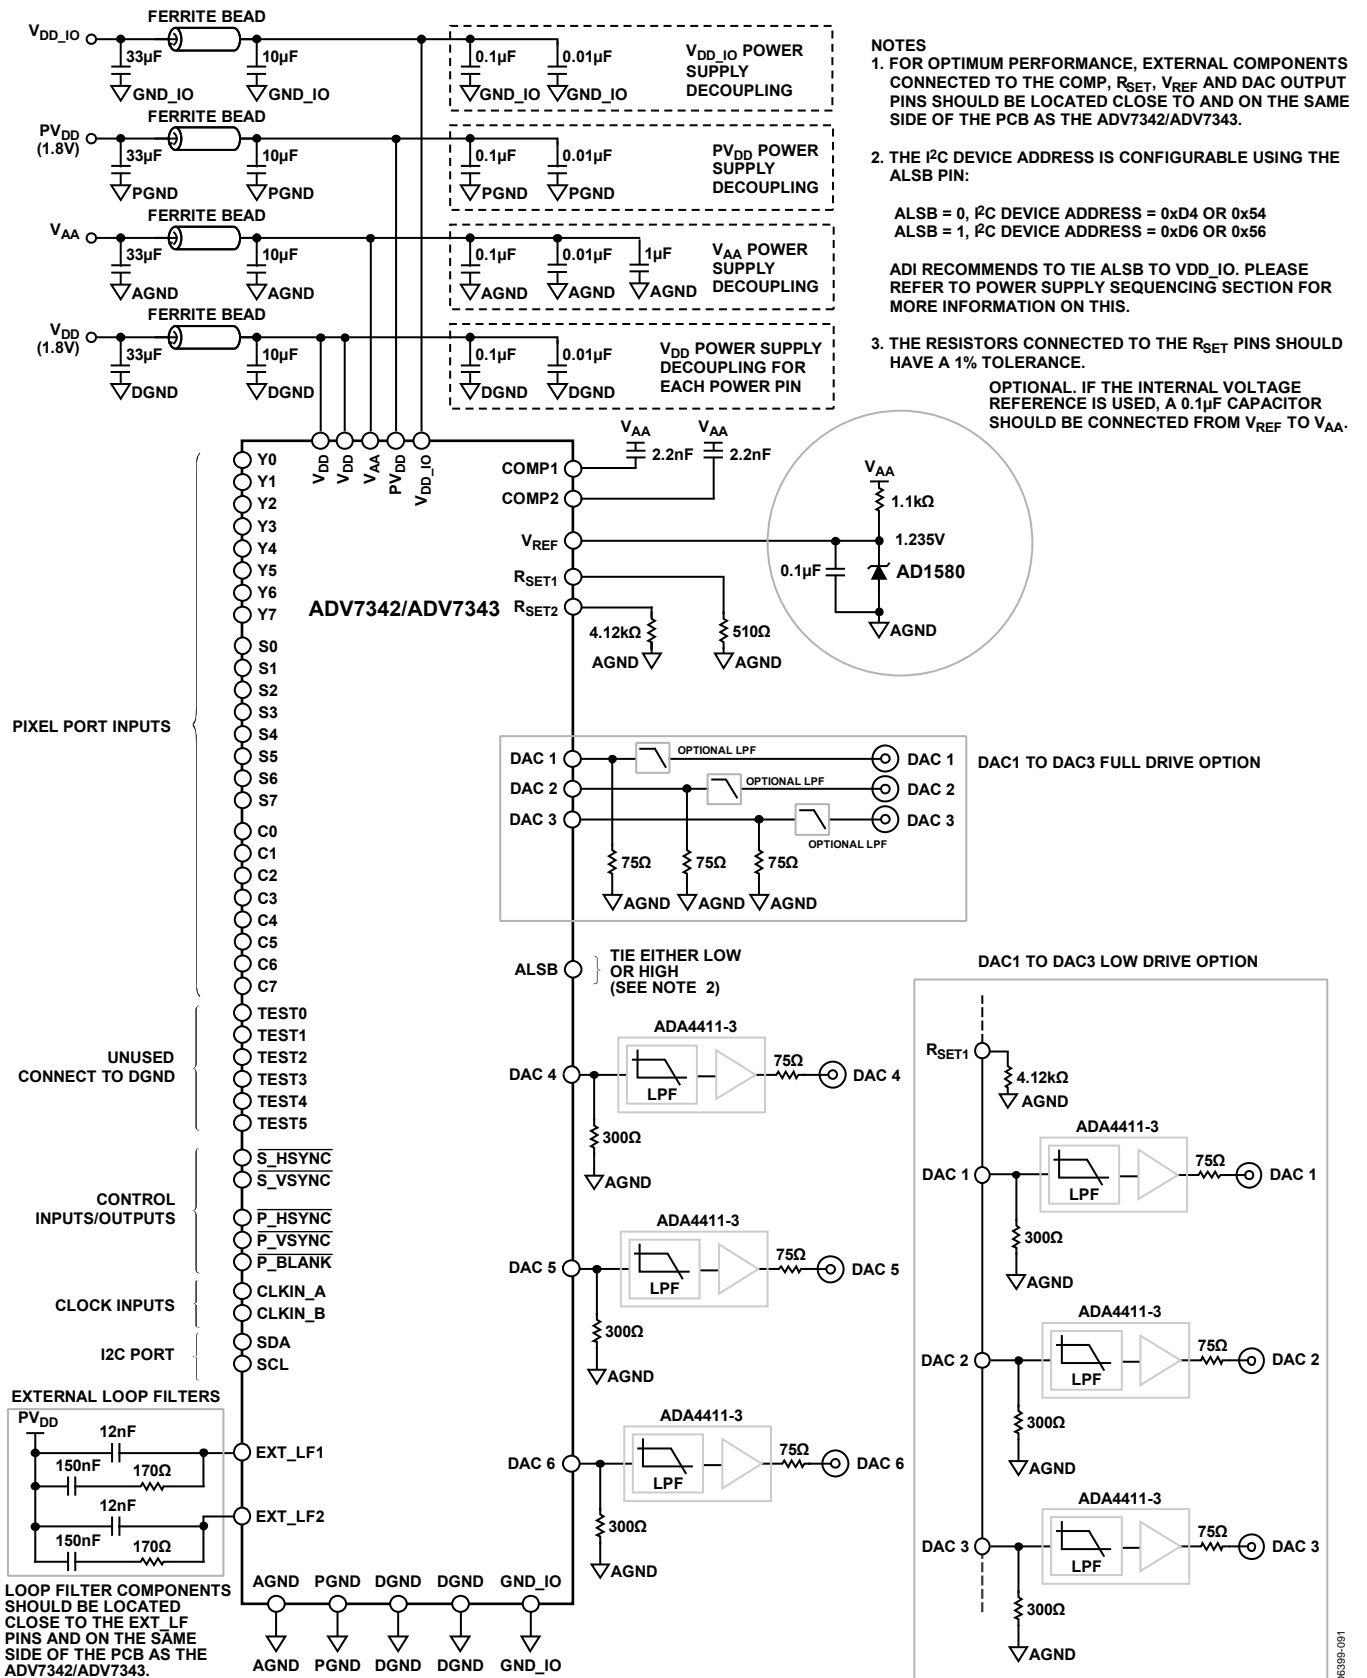 FERRITE BEAD
VDD_IO
33µF
10µF
0.1µF
0.01µF
VDD_IO POWER
SUPPLY
DECOUPLING
GND_IO
GND_IO
GND_IO
GND_IO
FERRITE BEAD
PVDD
(1.8V)
33µF
10µF
0.1µF
0.01µF
PVDD POWER
SUPPLY
DECOUPLING
PGND
PGND
PGND
PGND
FERRITE BEAD
VAA
33µF
10µF
0.1µF
0.01µF
1µF
VAA POWER
SUPPLY
DECOUPLING
AGND
AGND
AGND
AGND
AGND
FERRITE BEAD
VDD
(1.8V)
33µF
10µF
0.1µF
0.01µF
VDD POWER SUPPLY
DECOUPLING FOR
EACH POWER PIN
DGND
DGND
DGND
DGND
NOTES
1. FOR OPTIMUM PERFORMANCE, EXTERNAL COMPONENTS
CONNECTED TO THE COMP, RSET, VREF AND DAC OUTPUT
PINS SHOULD BE LOCATED CLOSE TO AND ON THE SAME
SIDE OF THE PCB AS THE ADV7342/ADV7343.
2. THE I2C DEVICE ADDRESS IS CONFIGURABLE USING THE
ALSB PIN:
ALSB = 0, I2C DEVICE ADDRESS = 0xD4 OR 0x54
ALSB = 1, I2C DEVICE ADDRESS = 0xD6 OR 0x56
ADI RECOMMENDS TO TIE ALSB TO VDD_IO. PLEASE
REFER TO POWER SUPPLY SEQUENCING SECTION FOR
MORE INFORMATION ON THIS.
3. THE RESISTORS CONNECTED TO THE RSET PINS SHOULD
HAVE A 1% TOLERANCE.
OPTIONAL. IF THE INTERNAL VOLTAGE
REFERENCE IS USED, A 0.1µF CAPACITOR
SHOULD BE CONNECTED FROM VREF TO VAA.
VAA
1.1kΩ
1.235V
0.1µF
AD1580
AGND
VDD
VDD
VAA
PVDD
VDD_IO
VAA
VAA
2.2nF
2.2nF
COMP1
COMP2
VREF
RSET1
RSET2
4.12kΩ
510Ω
AGND
AGND
ADV7342/ADV7343
PIXEL PORT INPUTS
Y0
Y1
Y2
Y3
Y4
Y5
Y6
Y7
S0
S1
S2
S3
S4
S5
S6
S7
C0
C1
C2
C3
C4
C5
C6
C7
UNUSED
CONNECT TO DGND
TEST0
TEST1
TEST2
TEST3
TEST4
TEST5
CONTROL
INPUTS/OUTPUTS
S_HSYNC
S_VSYNC
P_HSYNC
P_VSYNC
P_BLANK
CLOCK INPUTS
CLKIN_A
CLKIN_B
I2C PORT
SDA
SCL
EXTERNAL LOOP FILTERS
PVDD
12nF
150nF
170Ω
12nF
150nF
170Ω
EXT_LF1
EXT_LF2
LOOP FILTER COMPONENTS
SHOULD BE LOCATED
CLOSE TO THE EXT_LF
PINS AND ON THE SAME
SIDE OF THE PCB AS THE
ADV7342/ADV7343.
AGND PGND DGND DGND GND_IO
AGND PGND DGND DGND GND_IO
DAC 1
OPTIONAL LPF
DAC 1
DAC 2
OPTIONAL LPF
DAC 2
DAC 3
OPTIONAL LPF
DAC 3
75Ω
75Ω
75Ω
AGND
AGND
AGND
DAC1 TO DAC3 FULL DRIVE OPTION
ALSB
TIE EITHER LOW
OR HIGH
(SEE NOTE 2)
ADA4411-3
DAC 4
LPF
75Ω
DAC 4
300Ω
AGND
ADA4411-3
DAC 5
LPF
75Ω
DAC 5
300Ω
AGND
ADA4411-3
DAC 6
LPF
75Ω
DAC 6
300Ω
AGND
DAC1 TO DAC3 LOW DRIVE OPTION
RSET1
4.12kΩ
AGND
ADA4411-3
DAC 1
LPF
75Ω
DAC 1
300Ω
AGND
ADA4411-3
DAC 2
LPF
75Ω
DAC 2
300Ω
AGND
ADA4411-3
DAC 3
LPF
75Ω
DAC 3
300Ω
AGND
06399-091